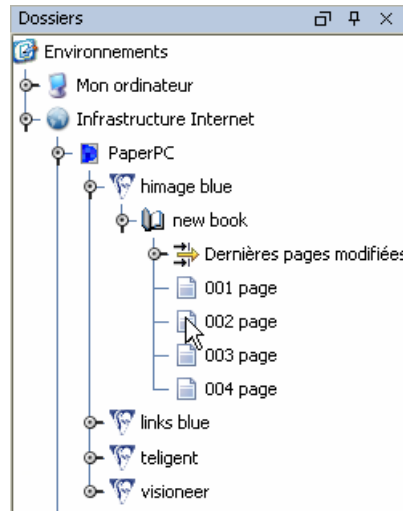 Dossiers
Environnements
Mon ordinateur
Infrastructure Internet
PaperPC
himage blue
new book
Dernières pages modifiées
001 page
002 page
003 page
004 page
links blue
teligent
visioneer